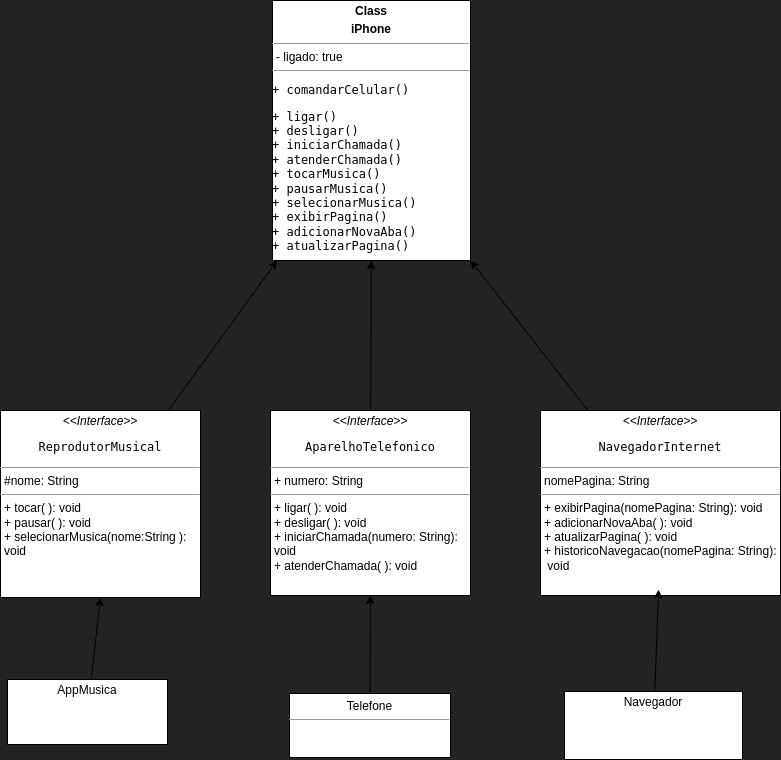 Class
iPhone
- ligado: true
+ comandarCelular()
+ ligar()
+ desligar()
+ iniciarChamada()
+ atenderChamada()
+ tocarMusica()
+ pausarMusica()
+ selecionarMusica()
+ exibirPagina()
+ adicionarNovaAba()
+ atualizarPagina()
<<Interface>>
ReprodutorMusical
#nome: String
+ tocar( ): void
+ pausar( ): void
+ selecionarMusica(nome:String ):
void
<<Interface>>
AparelhoTelefonico
+ numero: String
+ ligar( ): void
+ desligar( ): void
+ iniciarChamada(numero: String):
void
+ atenderChamada( ): void
<<Interface>>
NavegadorInternet
nomePagina: String
+ exibirPagina(nomePagina: String): void
+ adicionarNovaAba( ): void
+ atualizarPagina( ): void
+ historicoNavegacao(nomePagina: String):
void
AppMusica
Telefone
Navegador